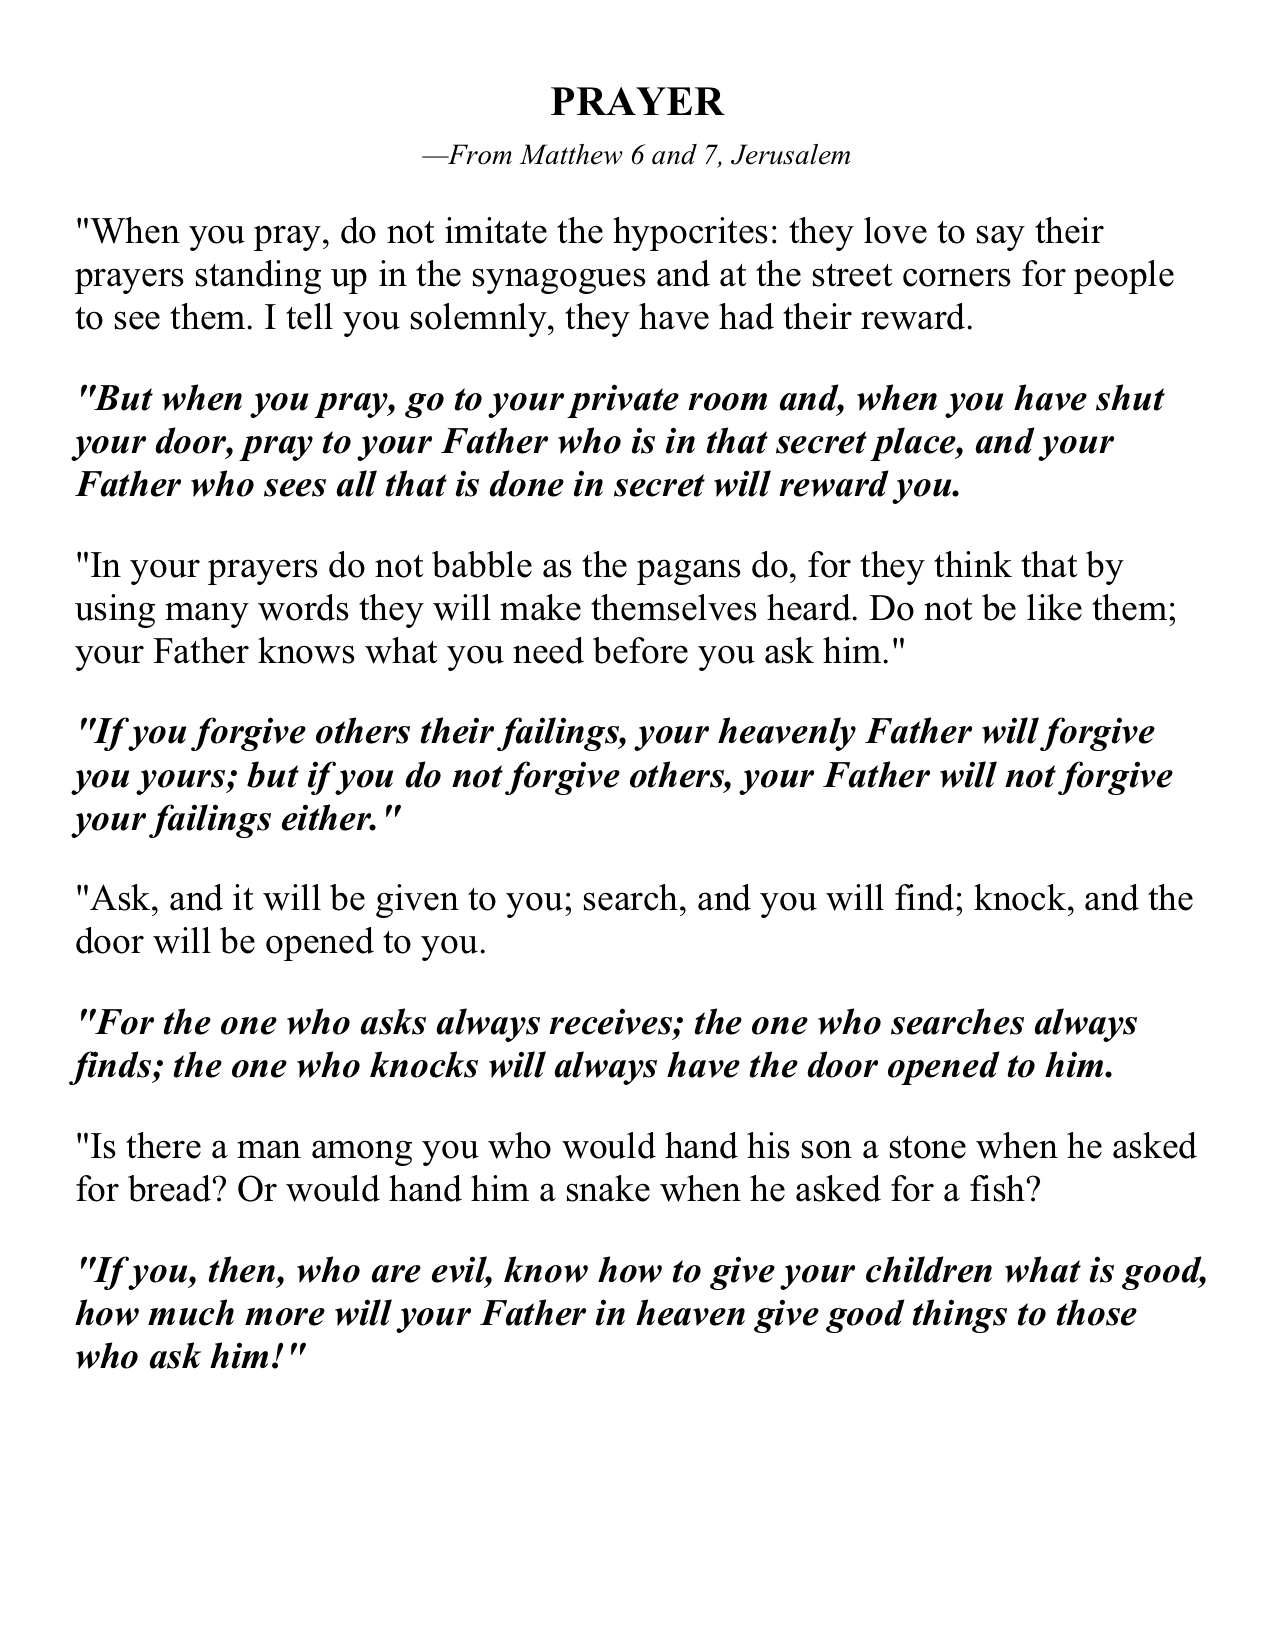 PRAYER
—From Matthew 6 and 7, Jerusalem
"When you pray, do not imitate the hypocrites: they love to say their
prayers standing up in the synagogues and at the street corners for people
to see them. I tell you solemnly, they have had their reward.
"But when you pray, go to your private room and, when you have shut
your door, pray to your Father who is in that secret place, and your
Father who sees all that is done in secret will reward you.
"In your prayers do not babble as the pagans do, for they think that by
using many words they will make themselves heard. Do not be like them;
your Father knows what you need before you ask him."
"If you forgive others their failings, your heavenly Father will forgive
you yours; but if you do not forgive others, your Father will not forgive
your failings either."
"Ask, and it will be given to you; search, and you will find; knock, and the
door will be opened to you.
"For the one who asks always receives; the one who searches always
finds; the one who knocks will always have the door opened to him.
"Is there a man among you who would hand his son a stone when he asked
for bread? Or would hand him a snake when he asked for a fish?
"If you, then, who are evil, know how to give your children what is good,
how much more will your Father in heaven give good things to those
who ask him!"